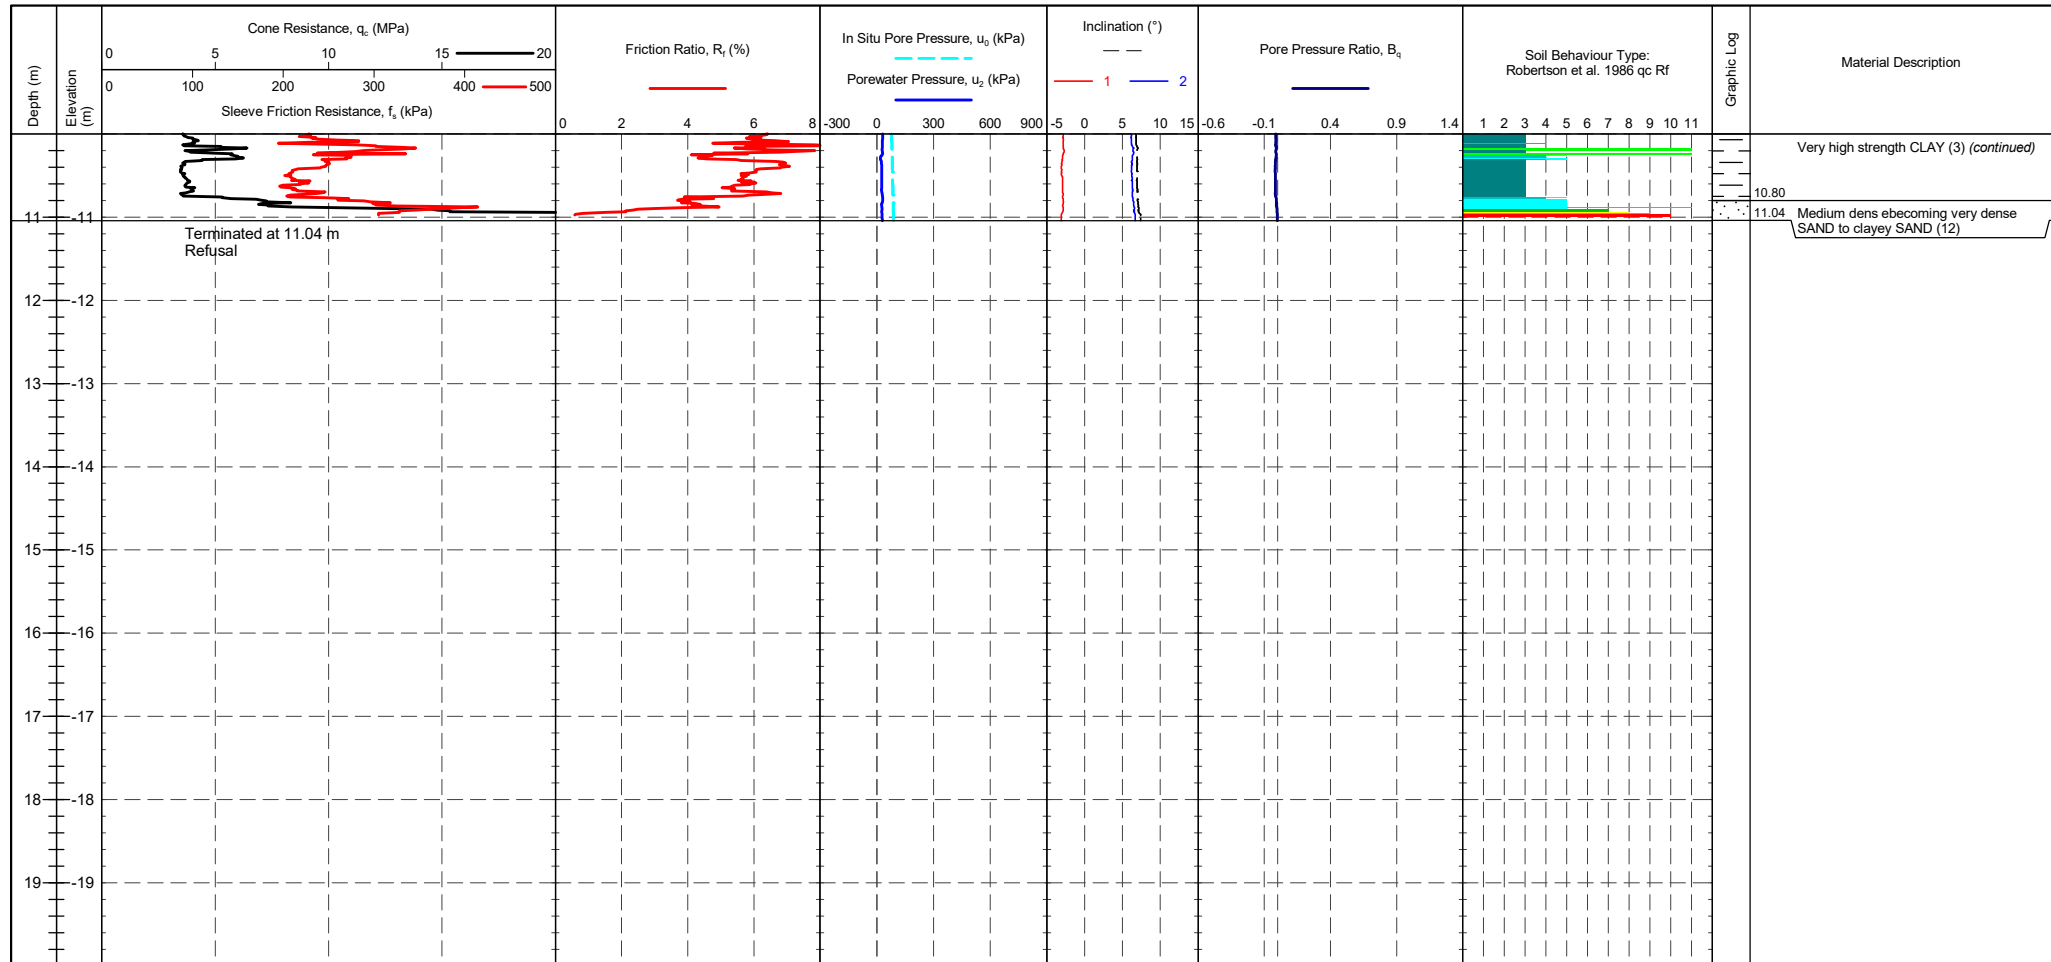 Depth (m)
Elevation
(m)
Cone Resistance, qc (MPa)
0 5 10 15 20
100 200 300 400 500
Sleeve Friction Resistance, fs (kPa)
Friction Ratio, Rf (%)
0 2 4 6 8
In Situ Pore Pressure, u0 (kPa)
Porewater Pressure, u2 (kPa)
-300 0 300 600 900
Inclination (°)
1 2
-5 0 5 10 15
Pore Pressure Ratio, Bq
-0.6 -0.1 0.4 0.9 1.4
Soil Behaviour Type:
Robertson et al. 1986 qc Rf
1 2 3 4 5 6 7 8 9 10 11
Graphic Log
Material Description
Very high strength CLAY (3) (continued)
10.80
11 -11
11.04
Medium dens ebecoming very dense
SAND to clayey SAND (12)
Terminated at 11.04 m
Refusal
12 -12
13 -13
14 -14
15 -15
16 -16
17 -17
18 -18
19 -19